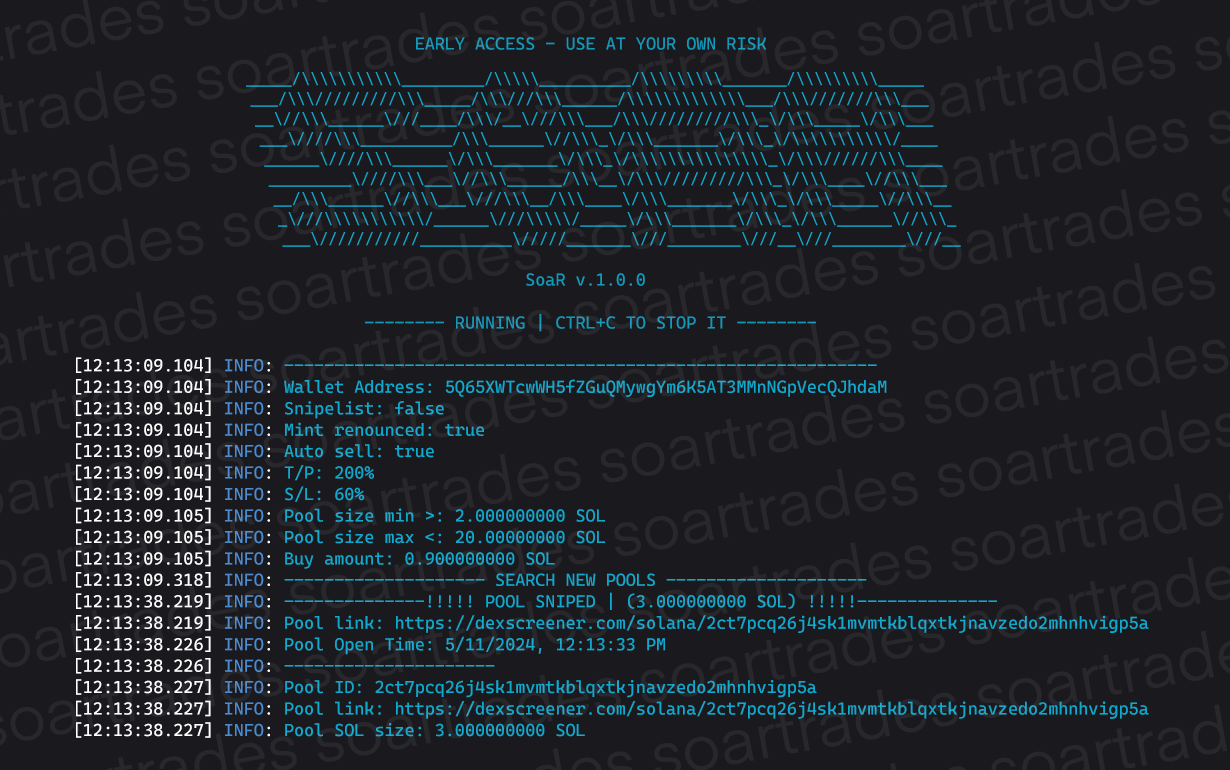 EARLY ACCESS - USE AT YOUR OWN RISK
SoaR v.1.0.0
-------- RUNNING | CTRL+C TO STOP IT --------
[12:13:09.104] INFO: -----------------------------------------------------------
[12:13:09.104] INFO: Wallet Address: 5Q65XWTcwWH5fZGuQMywgYm6K5AT3MMnNGpVecQJhdaM
[12:13:09.104] INFO: Snipelist: false
[12:13:09.104] INFO: Mint renounced: true
[12:13:09.104] INFO: Auto sell: true
[12:13:09.104] INFO: T/P: 200%
[12:13:09.104] INFO: S/L: 60%
[12:13:09.105] INFO: Pool size min >: 2.000000000 SOL
[12:13:09.105] INFO: Pool size max <: 20.000000000 SOL
[12:13:09.105] INFO: Buy amount: 0.900000000 SOL
[12:13:09.318] INFO: -------------------- SEARCH NEW POOLS --------------------
[12:13:38.219] INFO: --------------!!!!! POOL SNIPED | (3.000000000 SOL) !!!!!--------------
[12:13:38.219] INFO: Pool link: https://dexscreener.com/solana/2ct7pcq26j4sk1mvmtkblqxtkjnavzedo2mhnhvigp5a
[12:13:38.226] INFO: Pool Open Time: 5/11/2024, 12:13:33 PM
[12:13:38.226] INFO: ---------------------
[12:13:38.227] INFO: Pool ID: 2ct7pcq26j4sk1mvmtkblqxtkjnavzedo2mhnhvigp5a
[12:13:38.227] INFO: Pool link: https://dexscreener.com/solana/2ct7pcq26j4sk1mvmtkblqxtkjnavzedo2mhnhvigp5a
[12:13:38.227] INFO: Pool SOL size: 3.000000000 SOL
soartrades